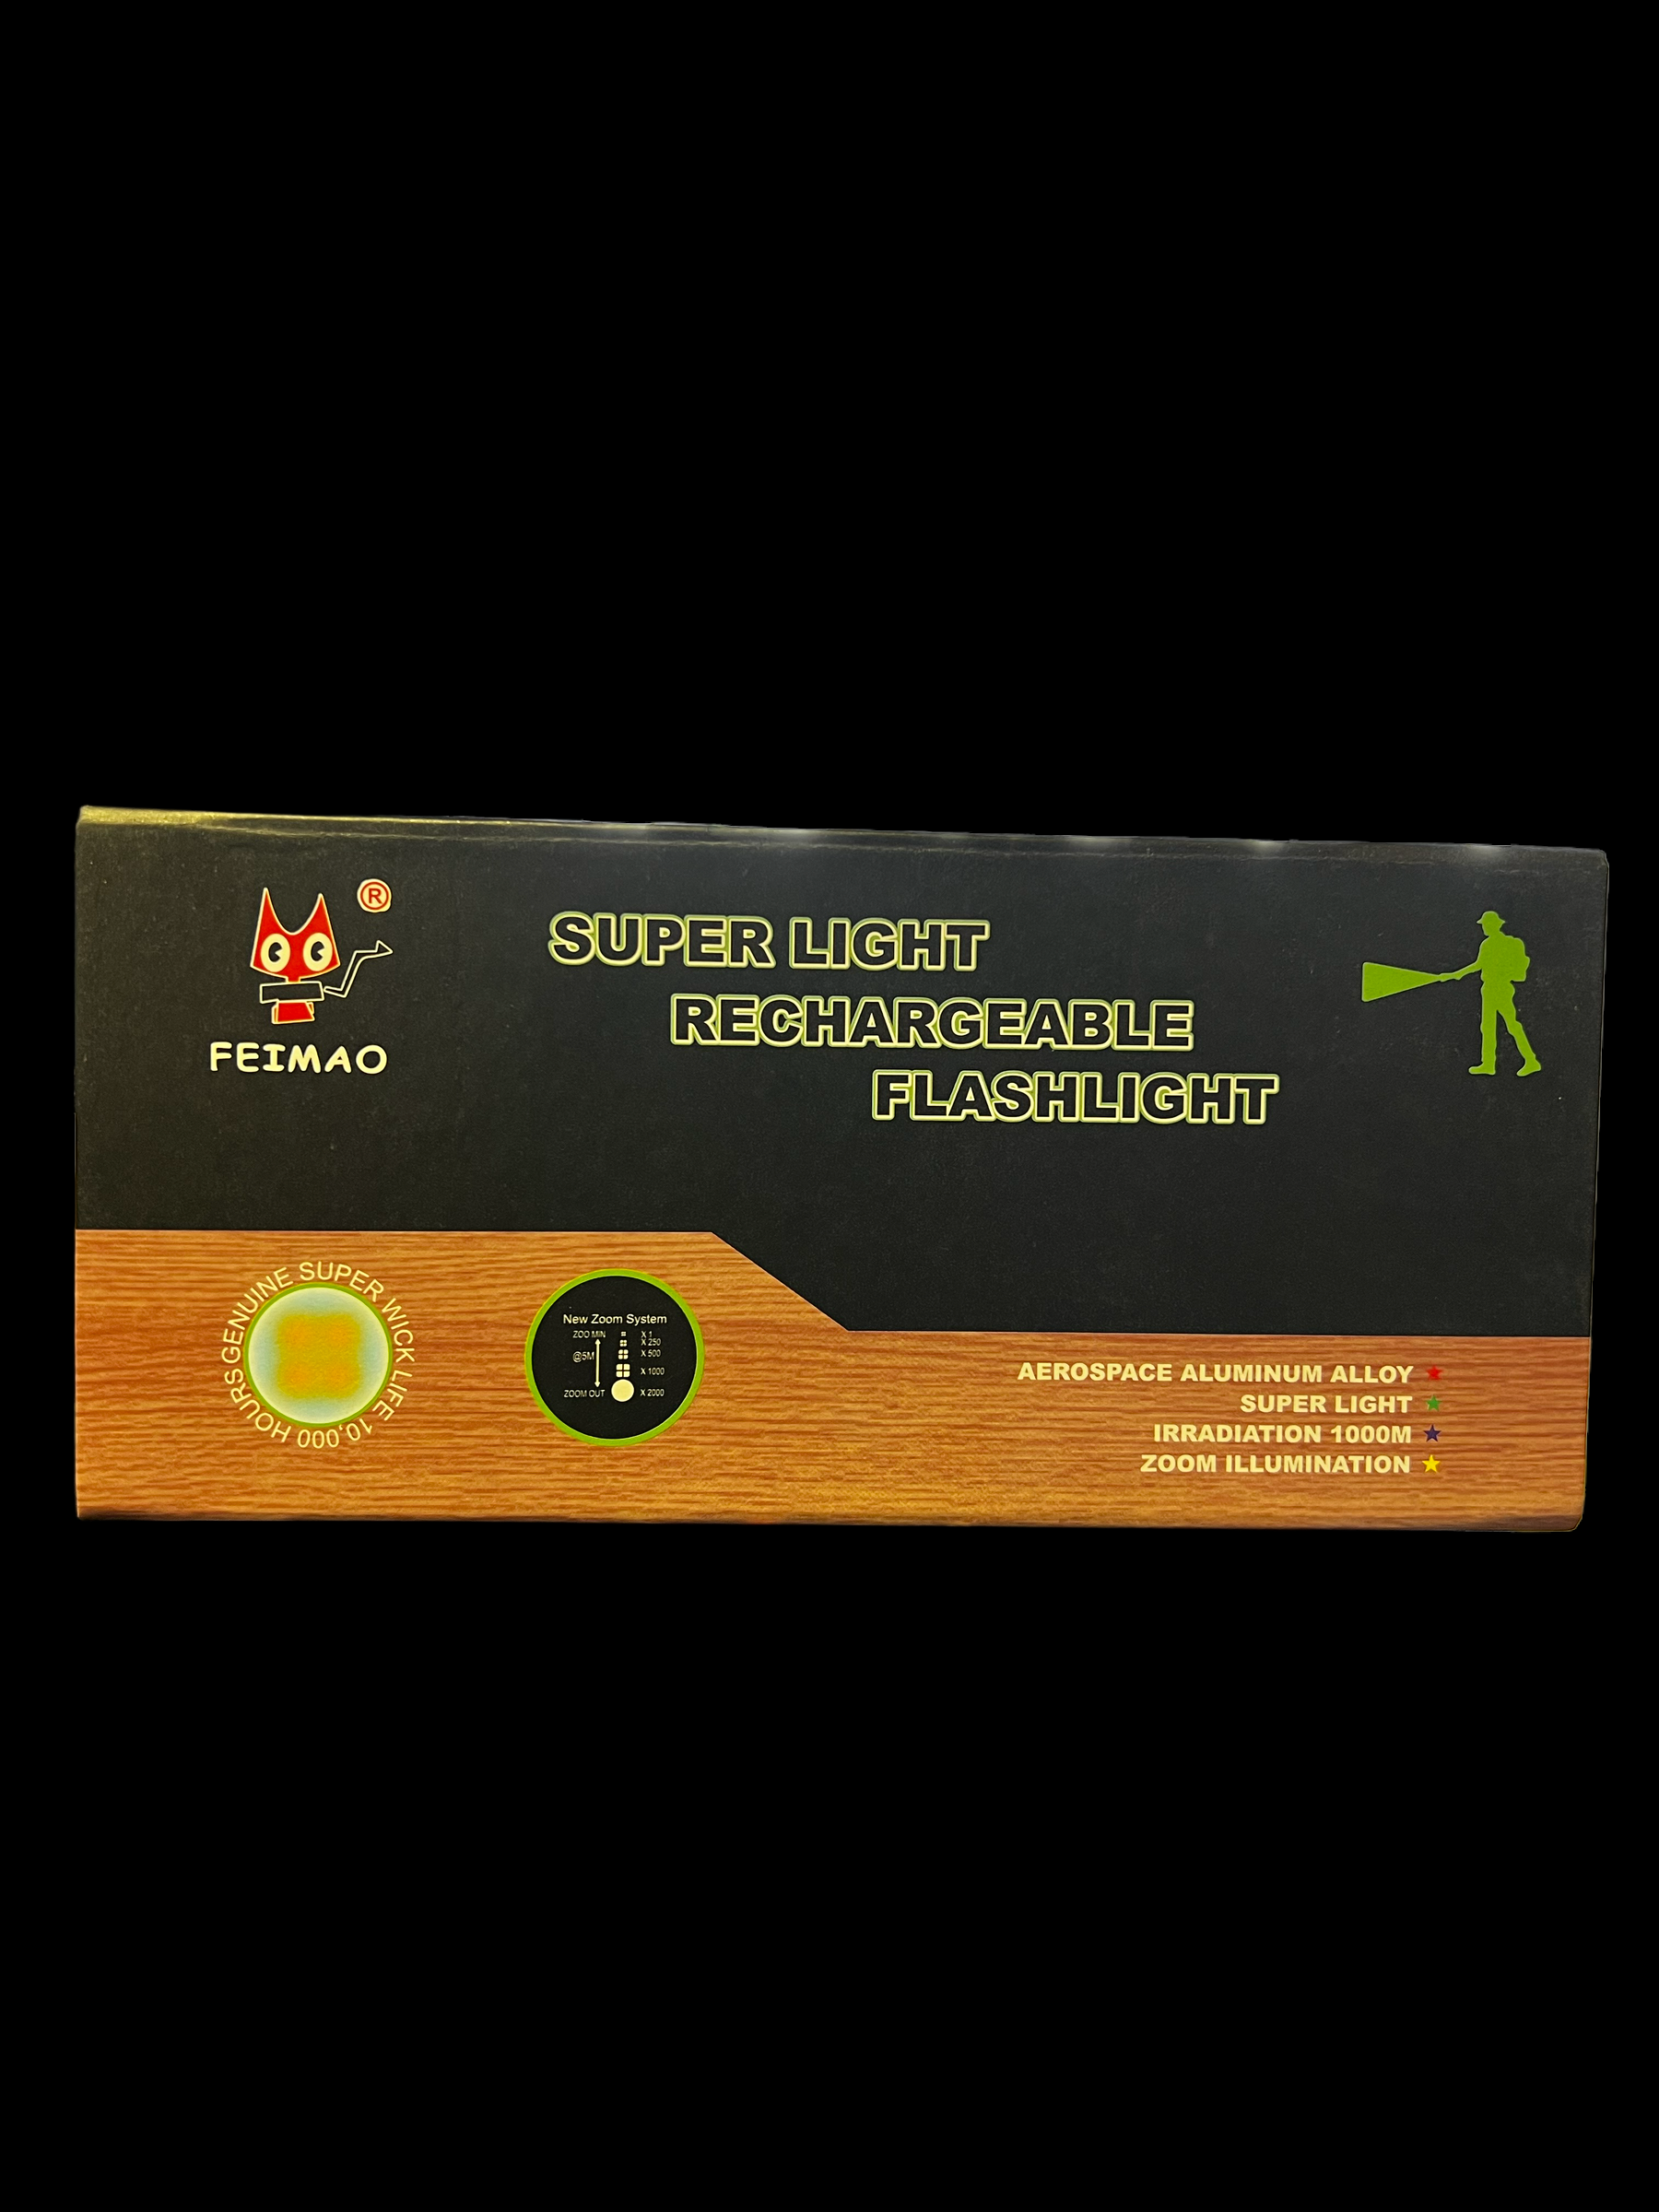 ®
FEIMAO
SUPER LIGHT
RECHARGEABLE
FLASHLIGHT
GENUINE SUPER WICK LIFE 10,000 HOURS
New Zoom System
ZOO MIN
@5M
ZOOM OUT
X 1
X 250
X 500
X 1000
X 2000
AEROSPACE ALUMINUM ALLOY
SUPER LIGHT
IRRADIATION 1000M
ZOOM ILLUMINATION